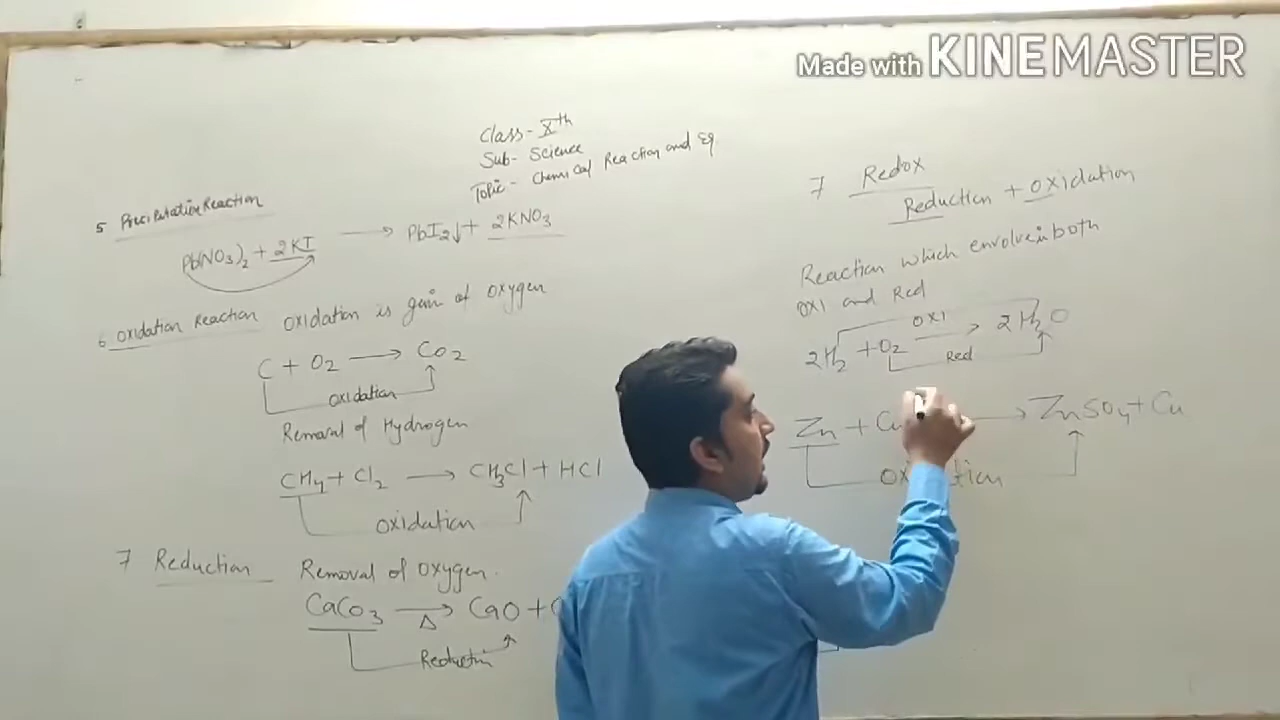 Made with KINEMASTER
Class - Xth
Sub - Science
Topic - Chemical Reaction and Eq
5 Precipitation Reaction
Pb(NO3)2 + 2KI → PbI2↓ + 2KNO3
6 Oxidation Reaction Oxidation is gain of oxygen
C + O2 → CO2
oxidation
Removal of Hydrogen
CH4 + Cl2 → CH3Cl + HCl
oxidation
7 Reduction Removal of oxygen.
CaCO3 → CaO +
Δ
Reduction
7 Redox
Reduction + Oxidation
Reaction which envolve in both
oxi and Red
2H2 + O2 → 2H2O
oxi
Red
Zn + Cu → ZnSO4 + Cu